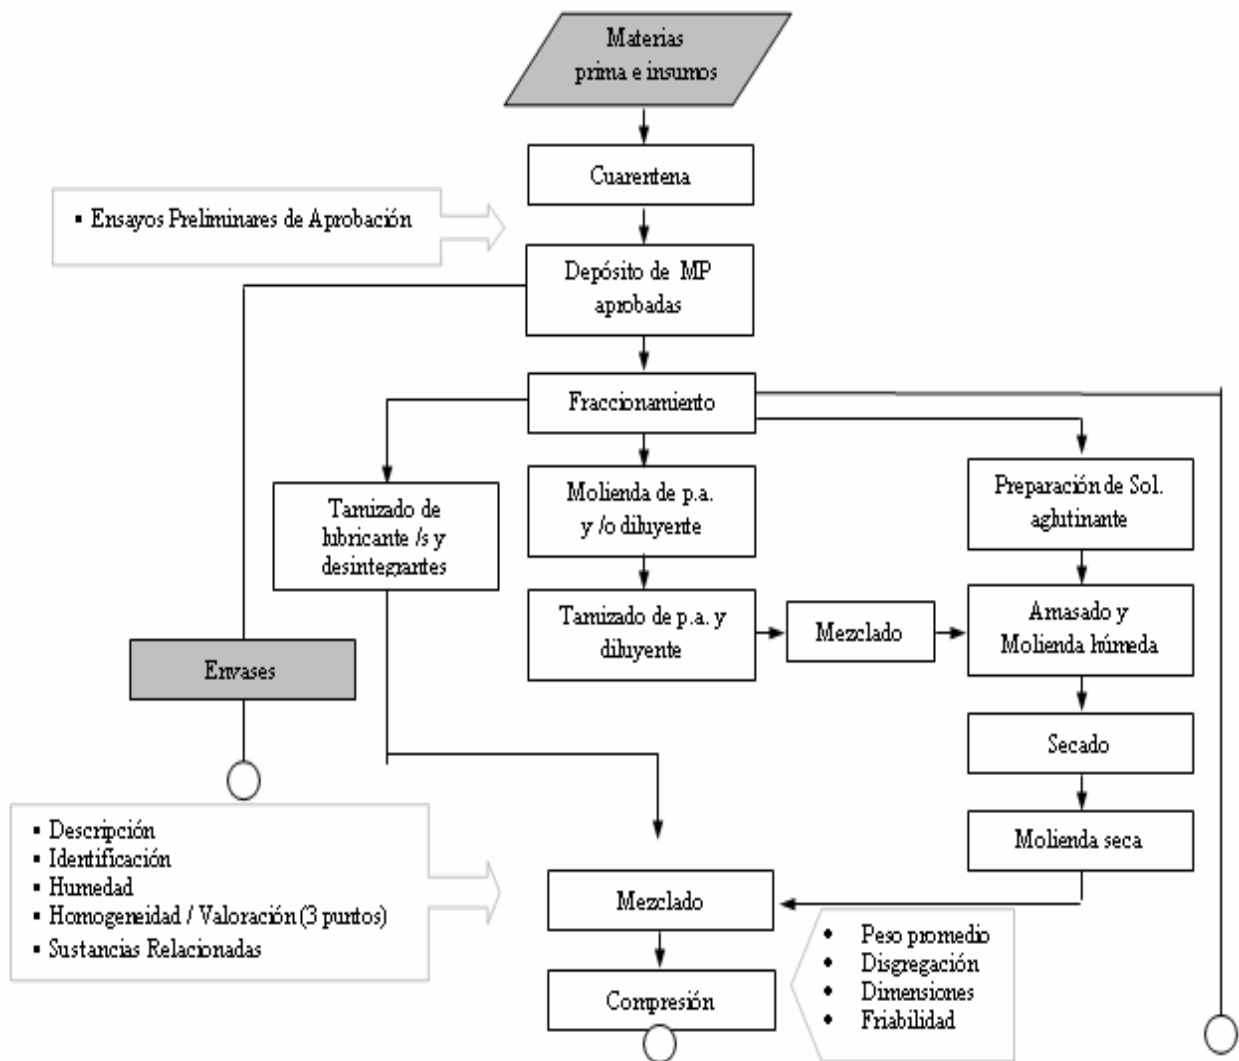 Materias
prima e insumos
Cuarentena
▪ Ensayos Preliminares de Aprobación
Depósito de MP
aprobadas
Fraccionamiento
Tamizado de
lubricante /s y
desintegrantes
Molienda de p.a.
y /o diluyente
Preparación de Sol.
aglutinante
Tamizado de p.a. y
diluyente
Mezclado
Amasado y
Molienda húmeda
Envases
Secado
Molienda seca
▪ Descripción
▪ Identificación
▪ Humedad
▪ Homogeneidad / Valoración (3 puntos)
▪ Sustancias Relacionadas
Mezclado
• Peso promedio
• Disgregación
• Dimensiones
• Friabilidad
Compresión